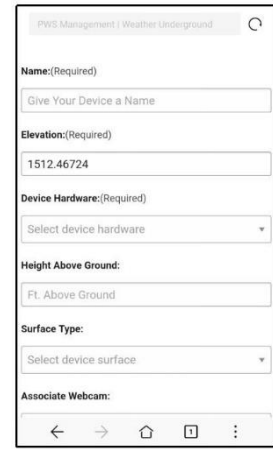 PWS Management | Weather Underground
Name:(Required)
Give Your Device a Name
Elevation:(Required)
1512.46724
Device Hardware:(Required)
Select device hardware
Height Above Ground:
Ft. Above Ground
Surface Type:
Select device surface
Associate Webcam:
1